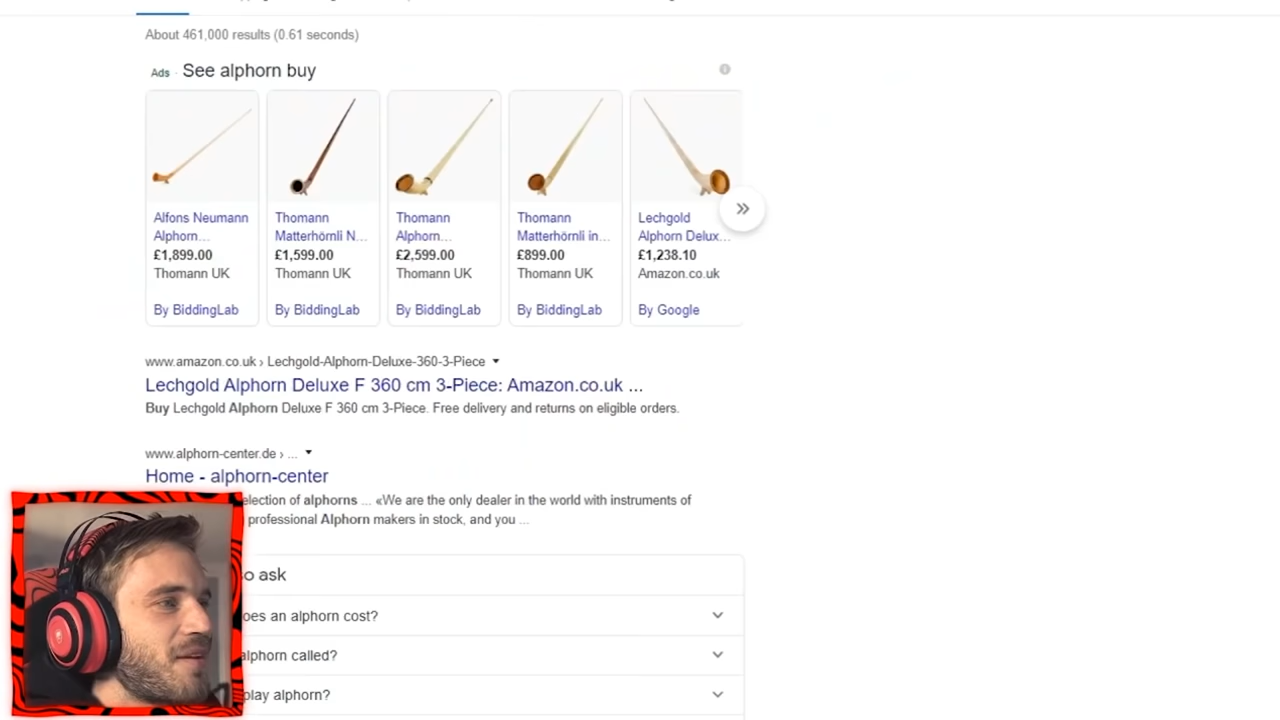 About 461,000 results (0.61 seconds)
Ads · See alphorn buy
Alfons Neumann
Alphorn...
£1,899.00
Thomann UK
By BiddingLab
Thomann
Matterhörnli N...
£1,599.00
Thomann UK
By BiddingLab
Thomann
Alphorn...
£2,599.00
Thomann UK
By BiddingLab
Thomann
Matterhörnli in...
£899.00
Thomann UK
By BiddingLab
Lechgold
Alphorn Delux...
£1,238.10
Amazon.co.uk
By Google
www.amazon.co.uk › Lechgold-Alphorn-Deluxe-360-3-Piece
Lechgold Alphorn Deluxe F 360 cm 3-Piece: Amazon.co.uk ...
Buy Lechgold Alphorn Deluxe F 360 cm 3-Piece. Free delivery and returns on eligible orders.
www.alphorn-center.de › ...
Home - alphorn-center
election of alphorns ... «We are the only dealer in the world with instruments of
professional Alphorn makers in stock, and you ...
so ask
oes an alphorn cost?
alphorn called?
play alphorn?